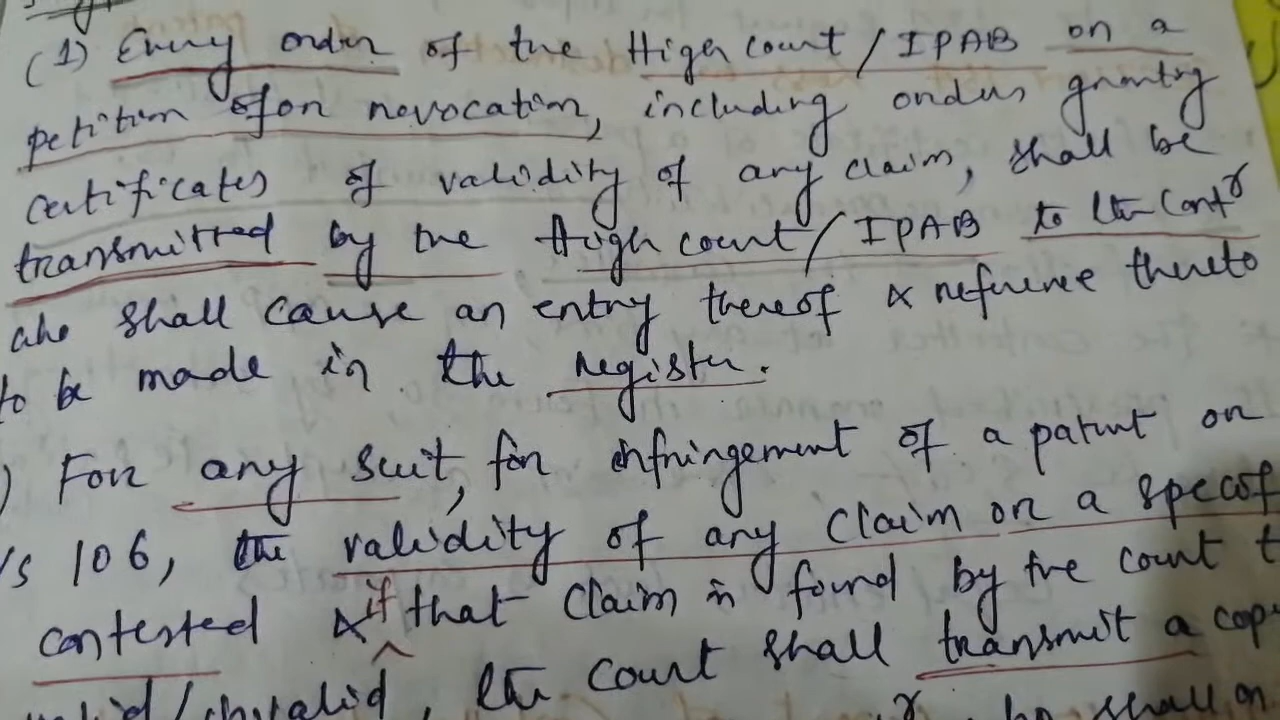 (1) Every order of the High court / IPAB on a
petition for revocation, including orders granting
certificates of validity of any claim, shall be
transmitted by the High court / IPAB to the Contr
who shall cause an entry thereof & reference thereto
to be made in the register.
) For any suit, for infringement of a patent or
/s 106, the validity of any claim or a specif
contested & if that claim is found by the court t
valid/invalid, the court shall transmit a cop
r shall on